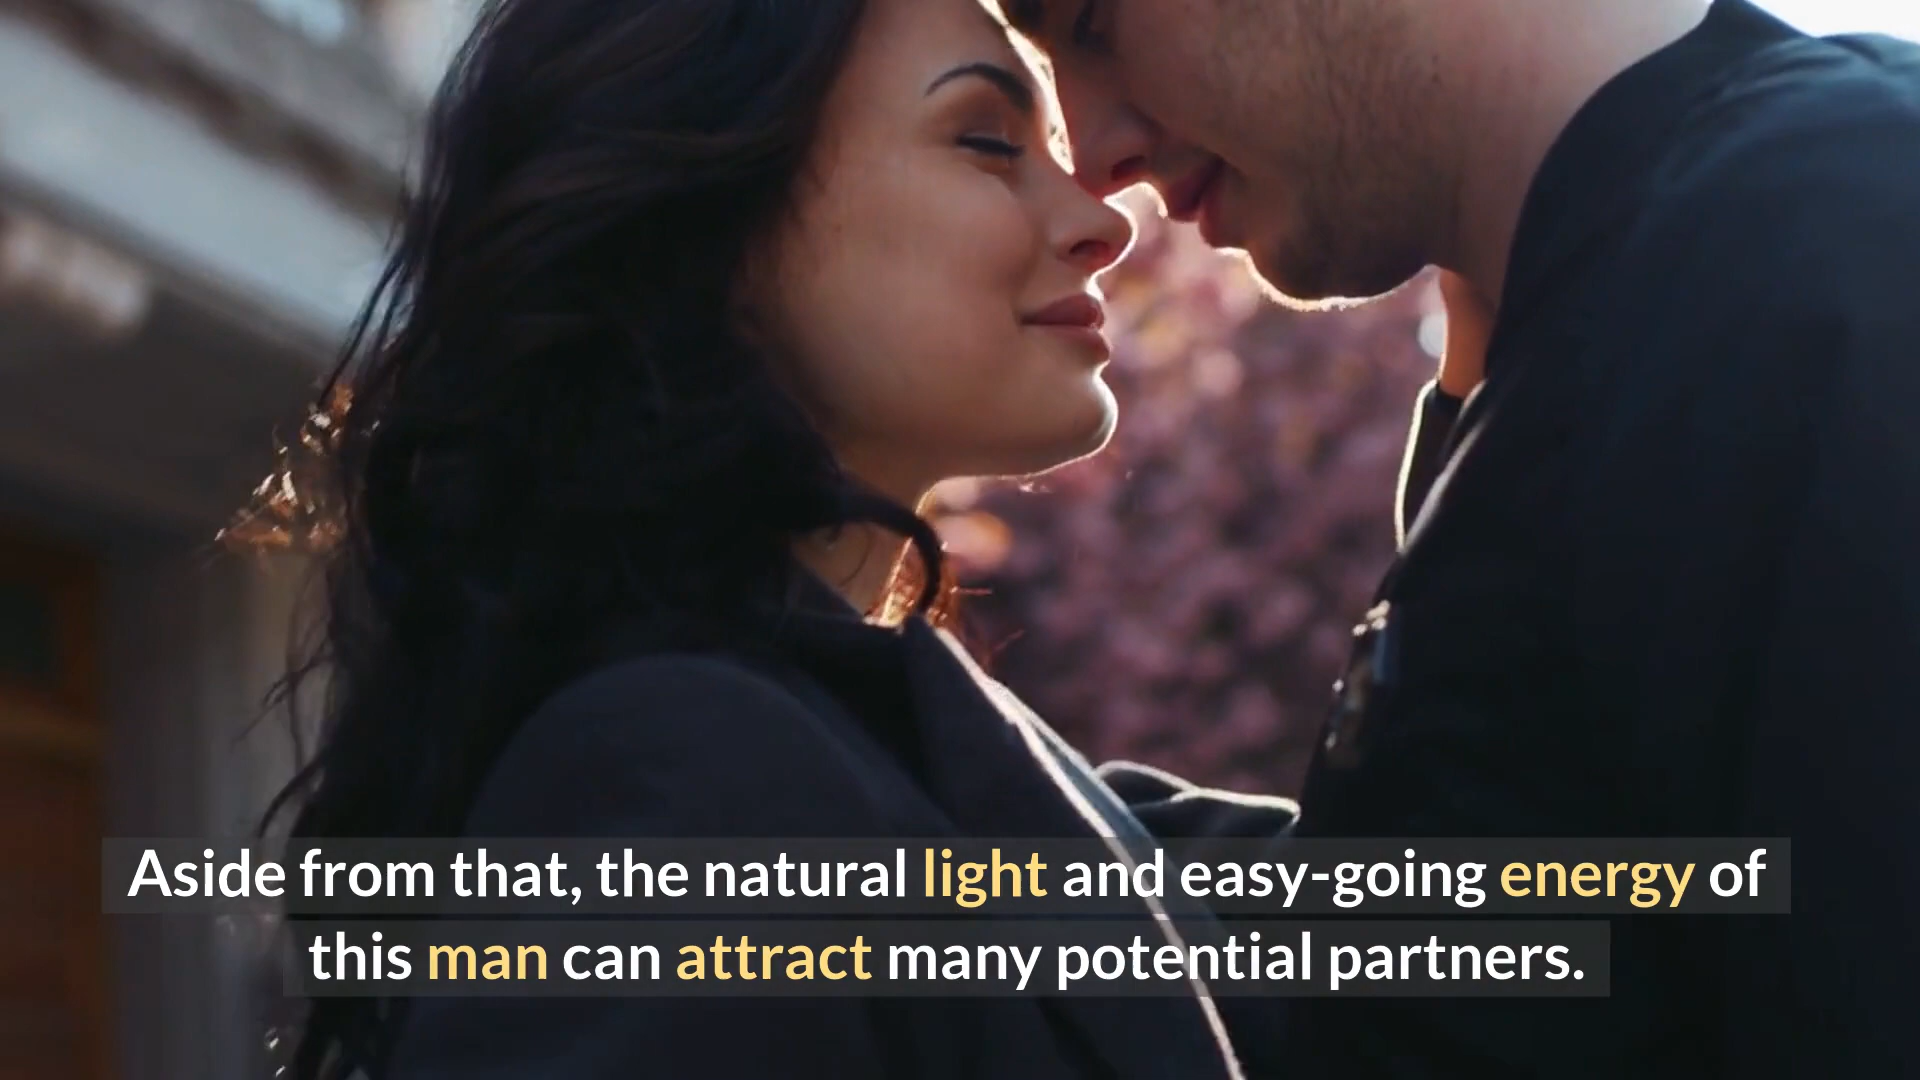 Aside from that, the natural light and easy-going energy of
this man can attract many potential partners.